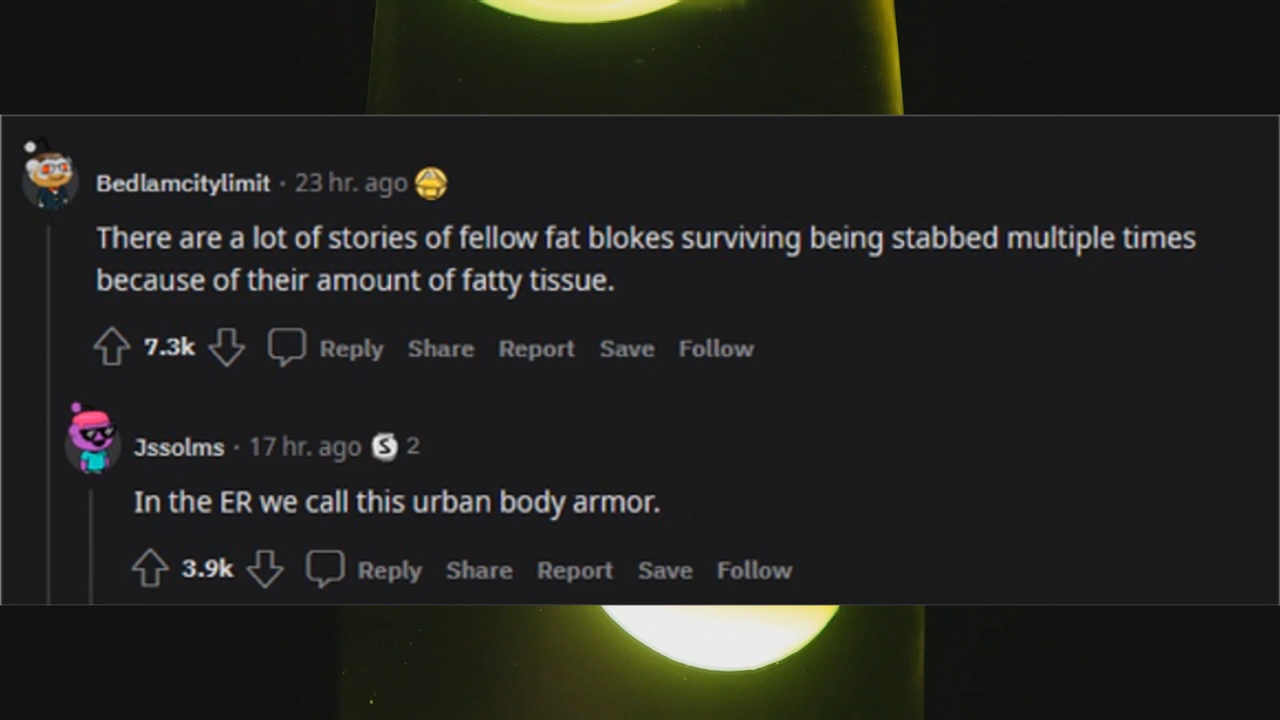 Bedlamcitylimit · 23 hr. ago
There are a lot of stories of fellow fat blokes surviving being stabbed multiple times
because of their amount of fatty tissue.
7.3k Reply Share Report Save Follow
Jssolms · 17 hr. ago S 2
In the ER we call this urban body armor.
3.9k Reply Share Report Save Follow